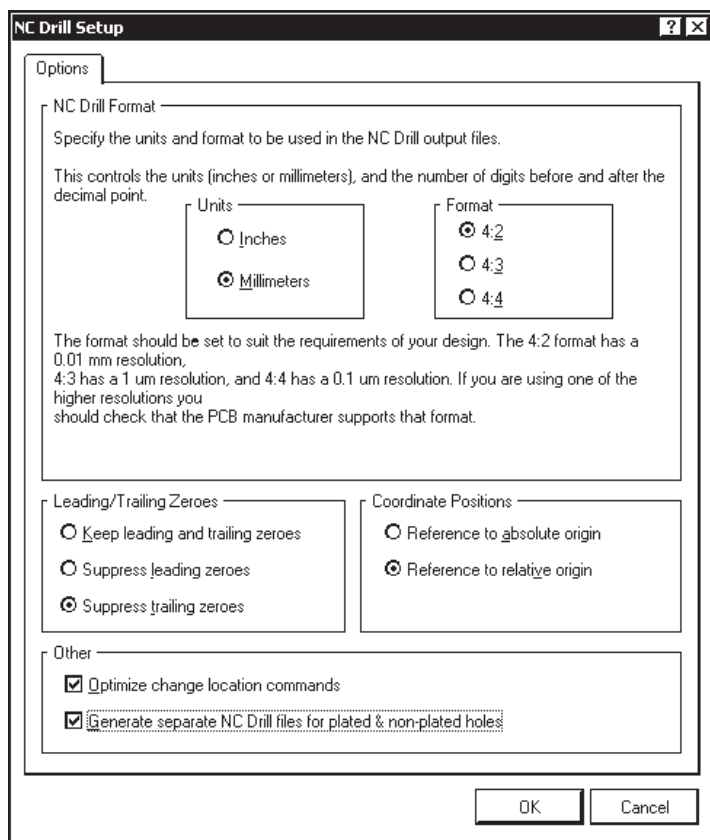 NC Drill Setup
Options
NC Drill Format
Specify the units and format to be used in the NC Drill output files.
This controls the units (inches or millimeters), and the number of digits before and after the
decimal point.
Units
Inches
Millimeters
Format
4:2
4:3
4:4
The format should be set to suit the requirements of your design. The 4:2 format has a
0.01 mm resolution,
4:3 has a 1 um resolution, and 4:4 has a 0.1 um resolution. If you are using one of the
higher resolutions you
should check that the PCB manufacturer supports that format.
Leading/Trailing Zeroes
Keep leading and trailing zeroes
Suppress leading zeroes
Suppress trailing zeroes
Coordinate Positions
Reference to absolute origin
Reference to relative origin
Other
Optimize change location commands
Generate separate NC Drill files for plated & non-plated holes
OK
Cancel